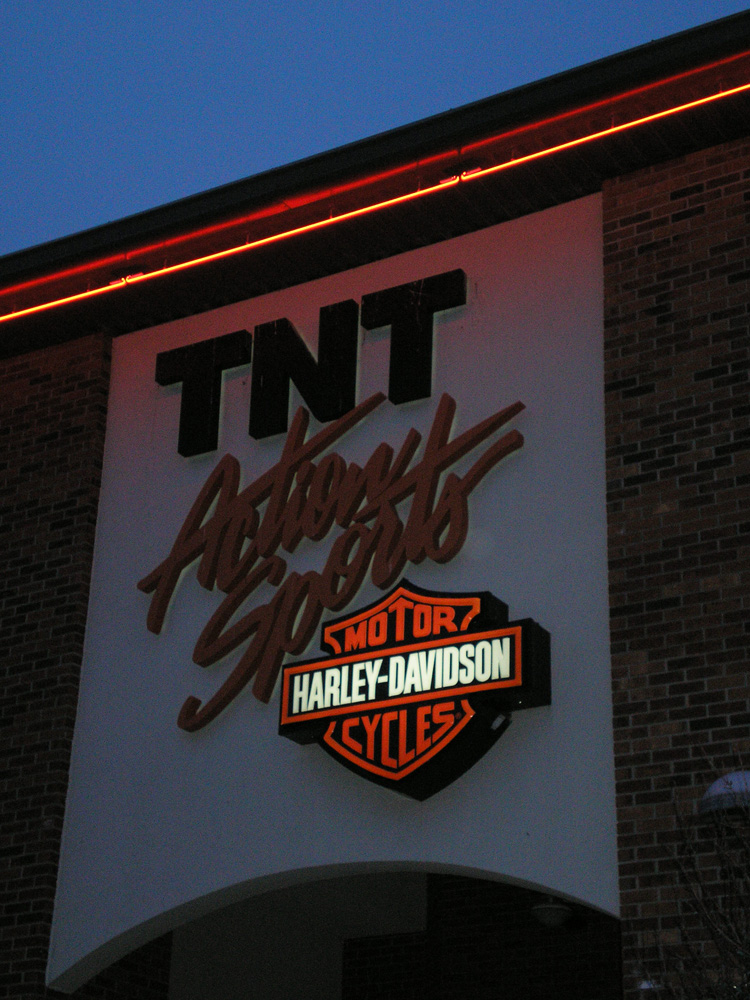 TNT
Action
Sports
MOTOR
HARLEY-DAVIDSON
CYCLES